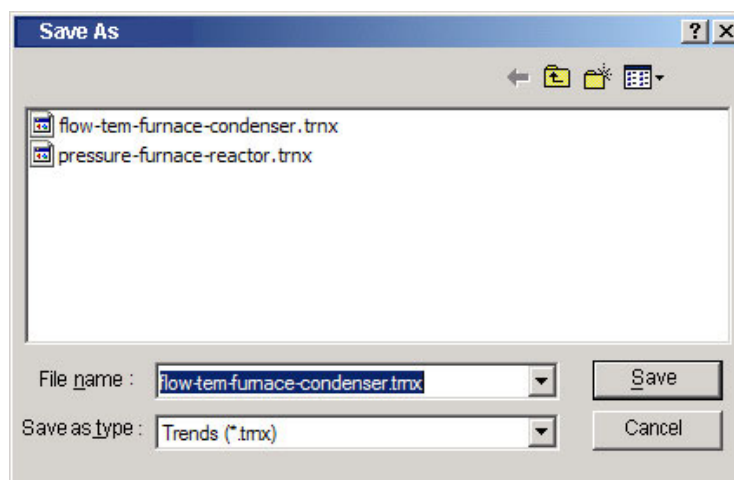 Save As
flow-tem-furnace-condenser.trnx
pressure-furnace-reactor.trnx
File name :
flow-tem-furnace-condenser.trnx
Save
Save as type :
Trends (*.trnx)
Cancel